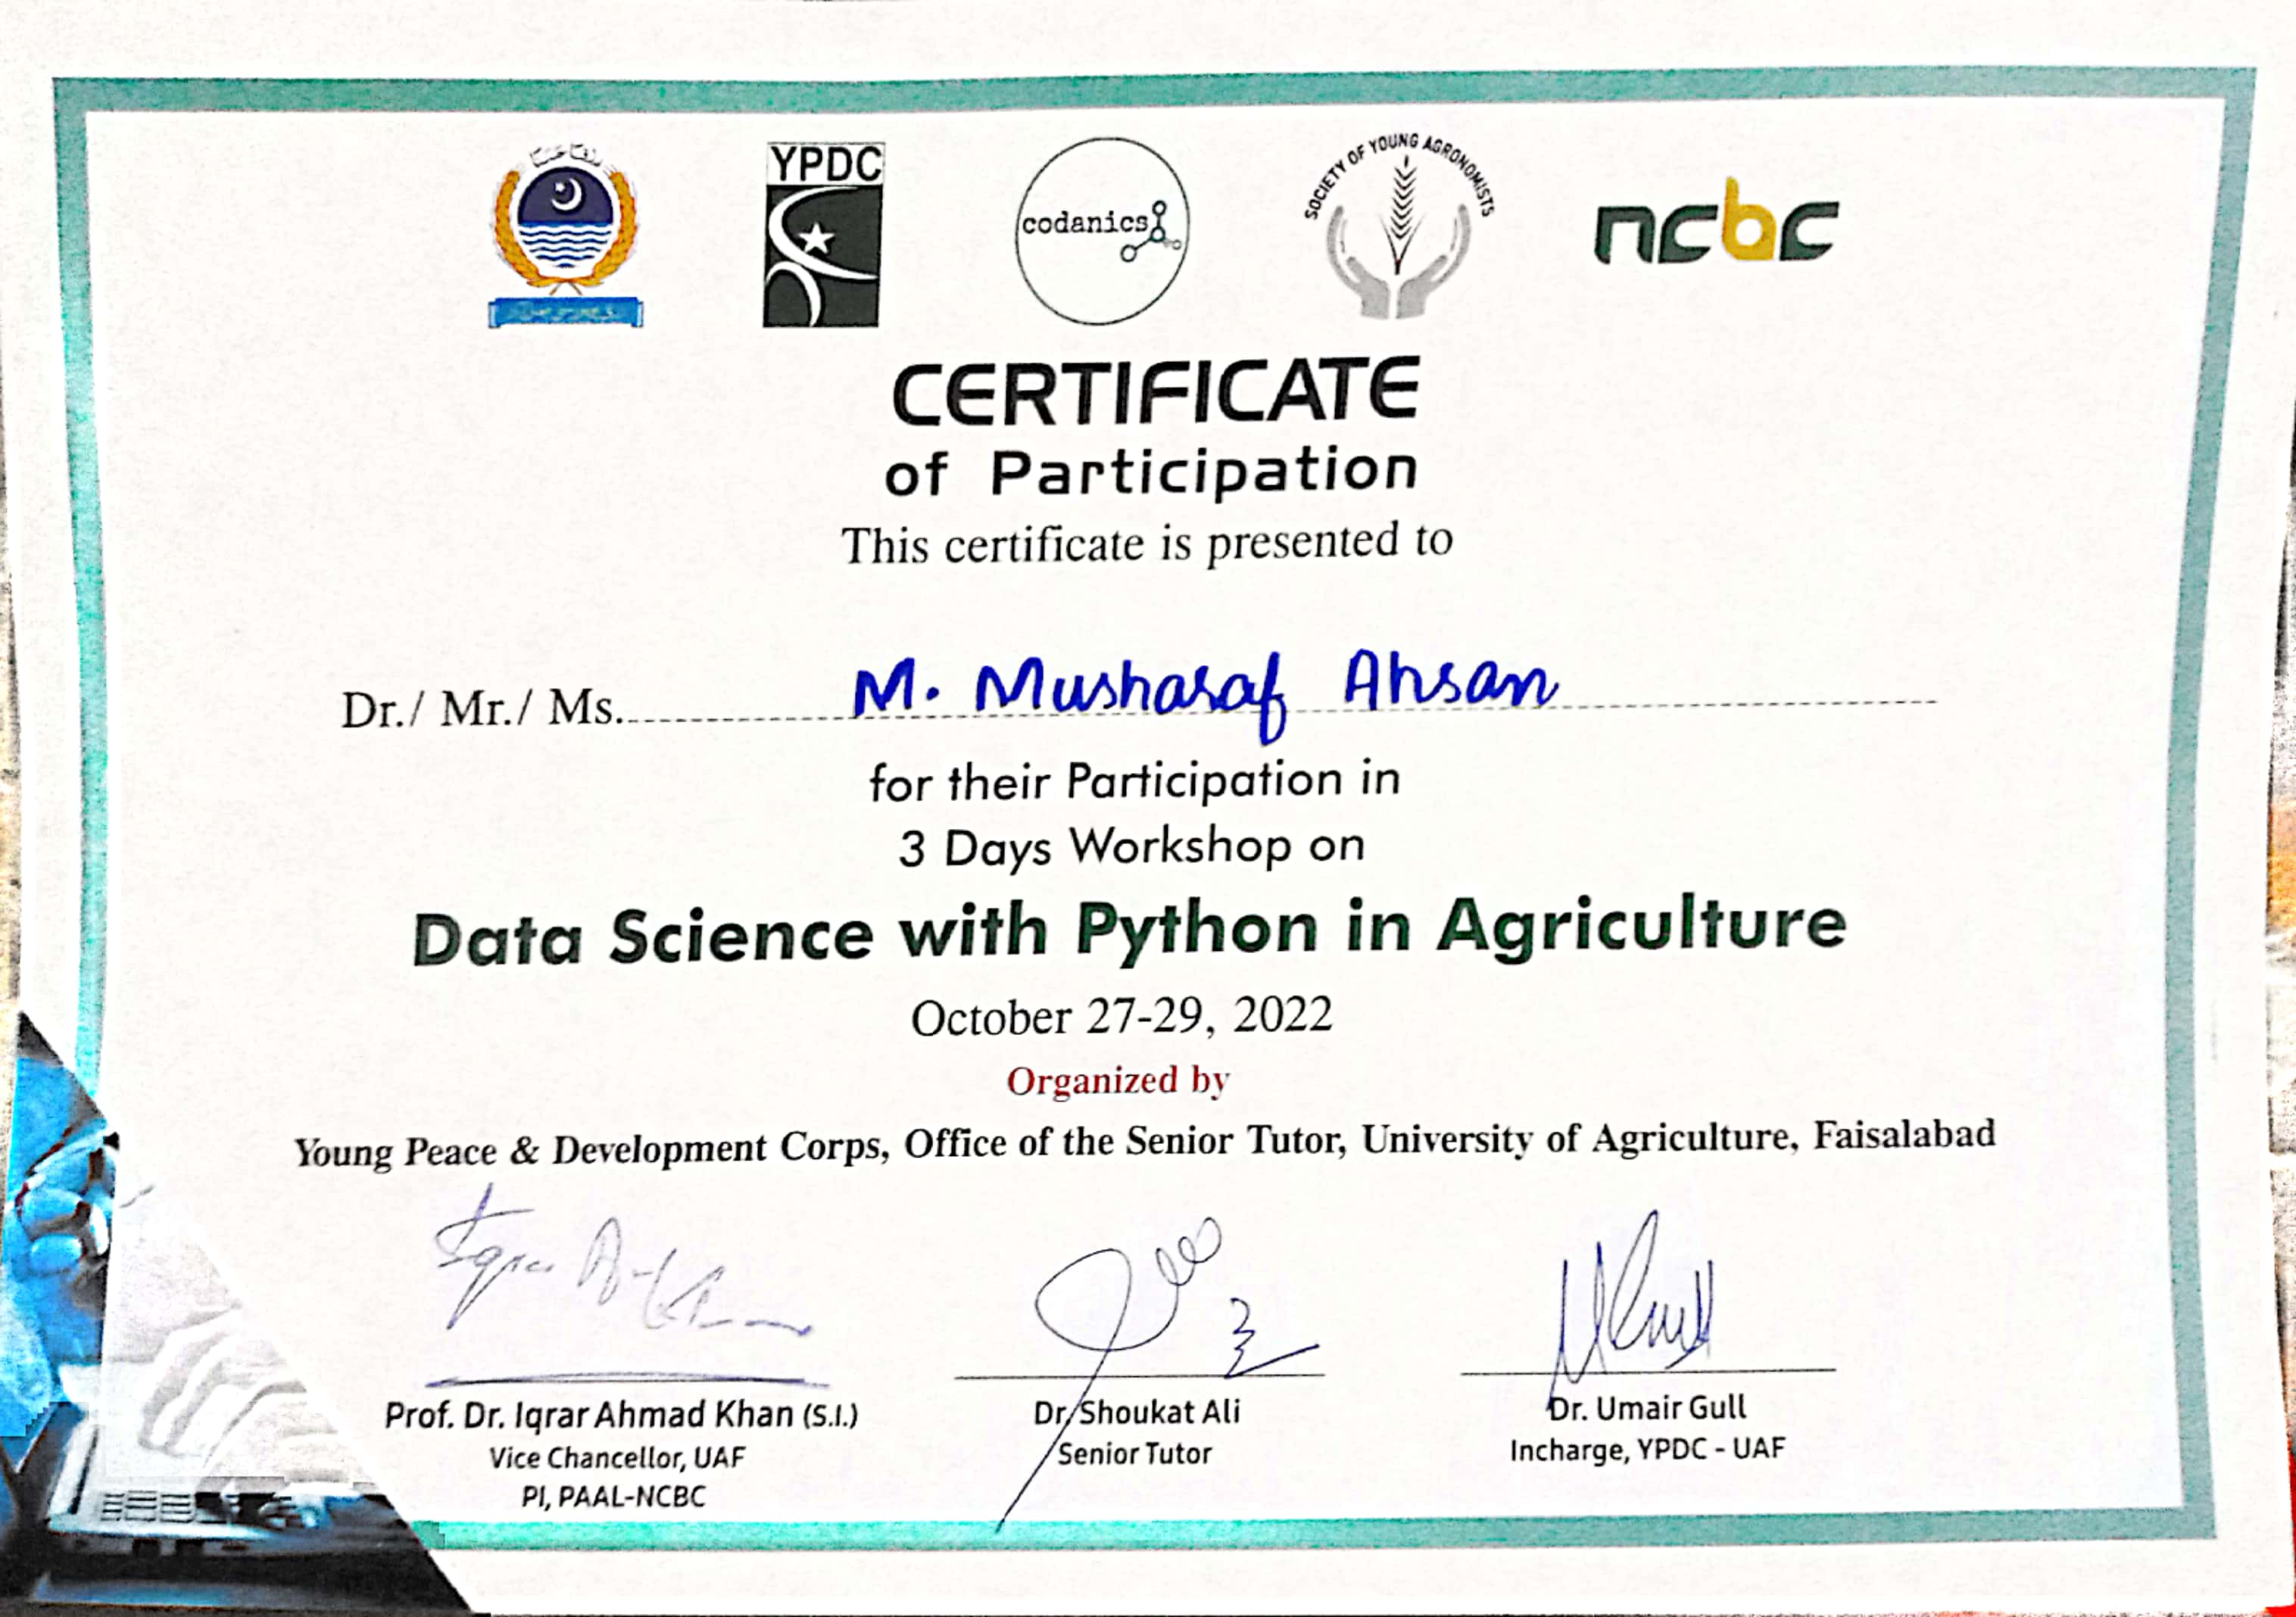 YPDC
codanics
SOCIETY OF YOUNG AGRONOMISTS
ncbc
CERTIFICATE
of Participation
This certificate is presented to
Dr./ Mr./ Ms. M. Musharaf Ahsan
for their Participation in
3 Days Workshop on
Data Science with Python in Agriculture
October 27-29, 2022
Organized by
Young Peace & Development Corps, Office of the Senior Tutor, University of Agriculture, Faisalabad
Prof. Dr. Iqrar Ahmad Khan (S.I.) Dr. Shoukat Ali Dr. Umair Gull
Vice Chancellor, UAF Senior Tutor Incharge, YPDC - UAF
PI, PAAL-NCBC